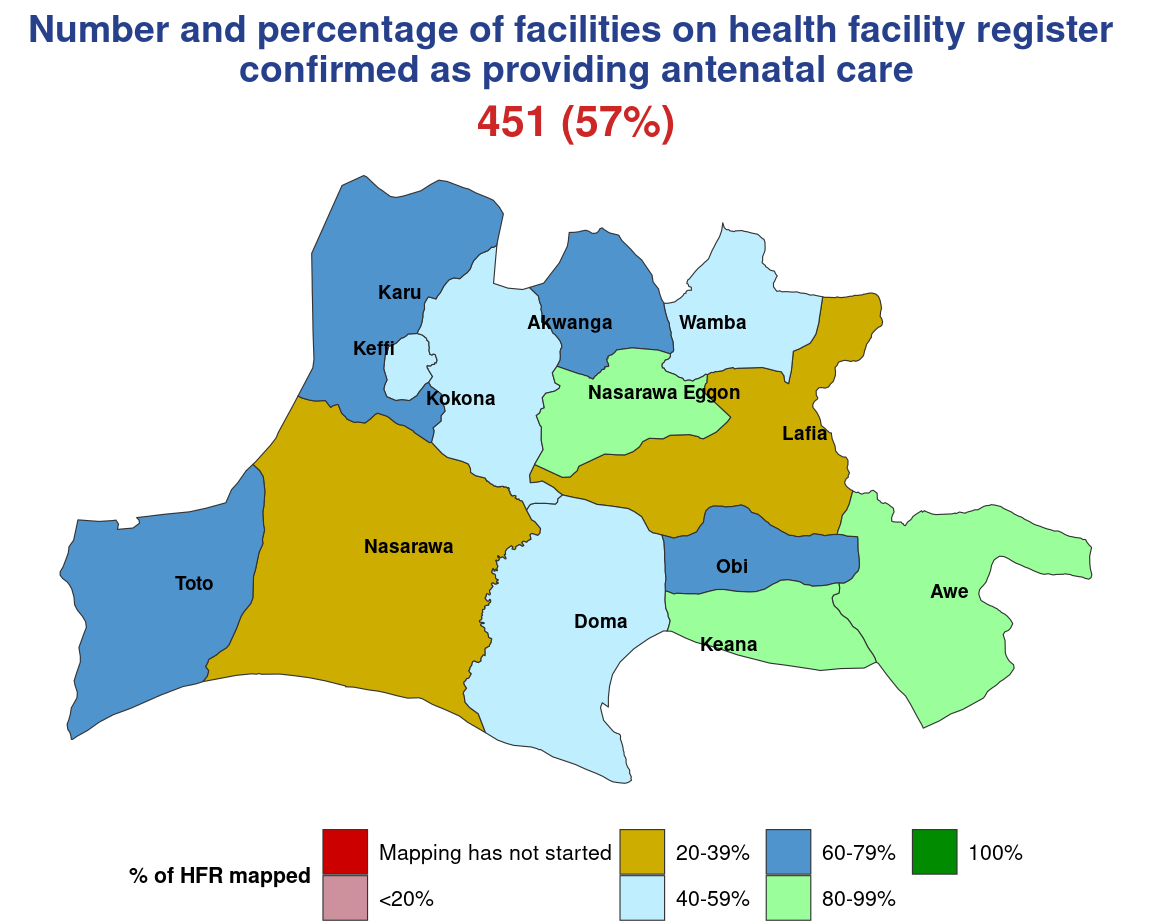 Number and percentage of facilities on health facility register
confirmed as providing antenatal care
451 (57%)
Karu
Akwanga
Wamba
Keffi
Kokona
Nasarawa Eggon
Lafia
Nasarawa
Obi
Toto
Awe
Doma
Keana
% of HFR mapped
Mapping has not started
<20%
20-39%
40-59%
60-79%
80-99%
100%